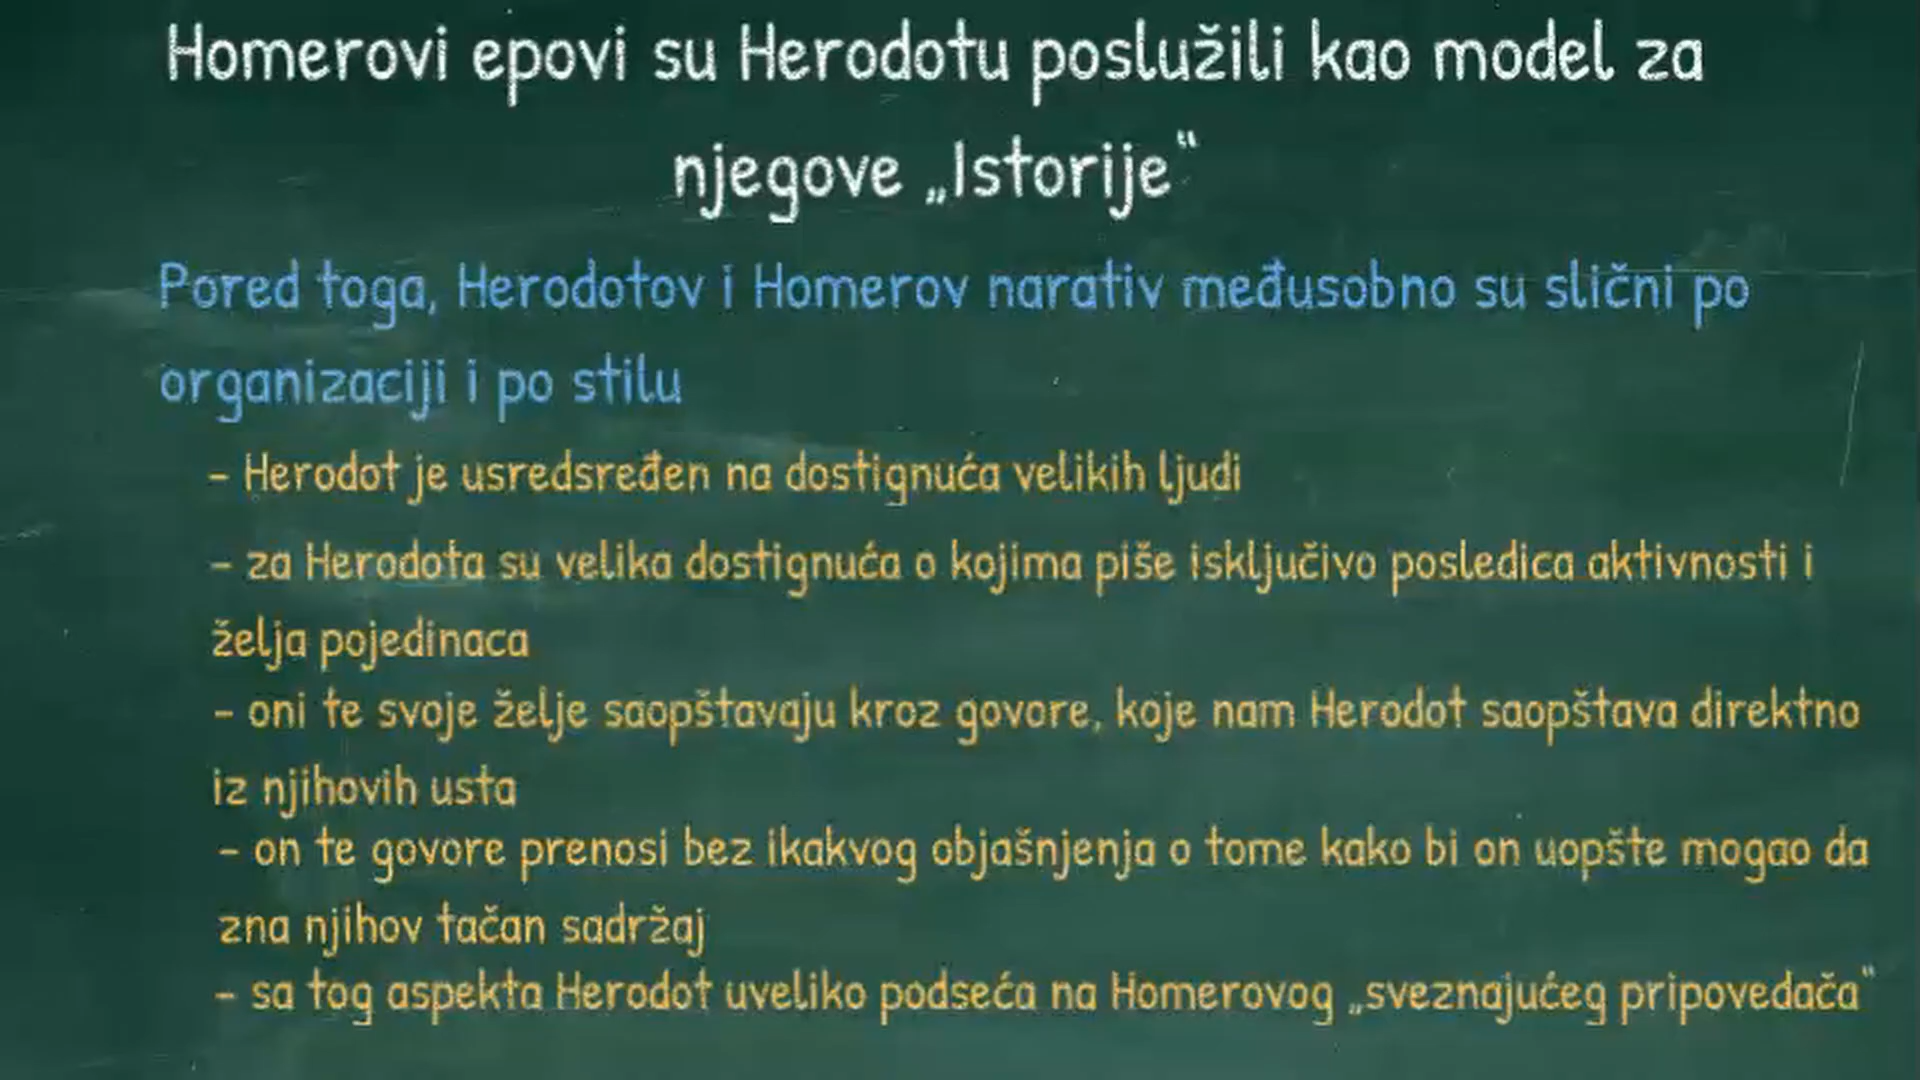 Homerovi epovi su Herodotu poslužili kao model za
njegove „Istorije“
Pored toga, Herodotov i Homerov narativ međusobno su slični po
organizaciji i po stilu
- Herodot je usredsređen na dostignuća velikih ljudi
- za Herodota su velika dostignuća o kojima piše isključivo posledica aktivnosti i
želja pojedinaca
- oni te svoje želje saopštavaju kroz govore, koje nam Herodot saopštava direktno
iz njihovih usta
- on te govore prenosi bez ikakvog objašnjenja o tome kako bi on uopšte mogao da
zna njihov tačan sadržaj
- sa tog aspekta Herodot uveliko podseća na Homerovog „sveznajućeg pripovedača“